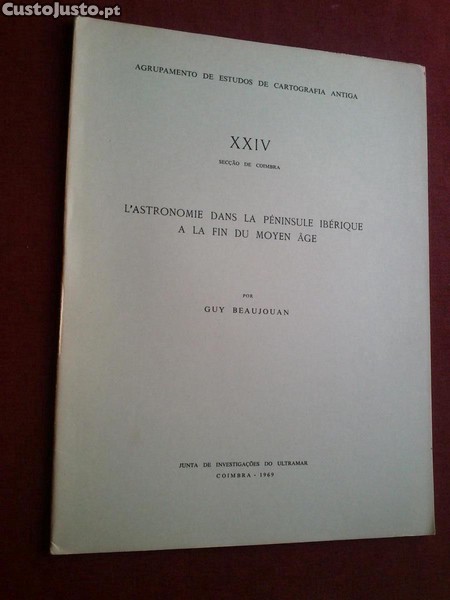 CustoJusto.pt
AGRUPAMENTO DE ESTUDOS DE CARTOGRAFIA ANTIGA
XXIV
SECÇÃO DE COIMBRA
L'ASTRONOMIE DANS LA PÉNINSULE IBÉRIQUE
A LA FIN DU MOYEN ÂGE
POR
GUY BEAUJOUAN
JUNTA DE INVESTIGAÇÕES DO ULTRAMAR
COIMBRA - 1969